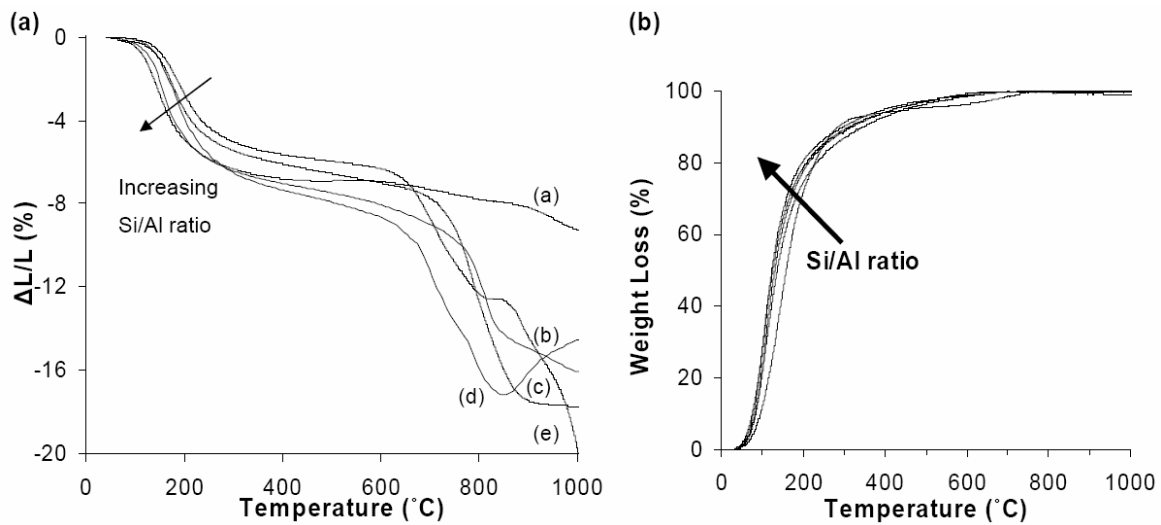 (a)
0
-4
-8
-12
-16
-20
ΔL/L (%)
Increasing
Si/Al ratio
(a)
(b)
(c)
(d)
(e)
0 200 400 600 800 1000
Temperature (˚C)
(b)
100
80
60
40
20
0
Weight Loss (%)
Si/Al ratio
0 200 400 600 800 1000
Temperature (˚C)